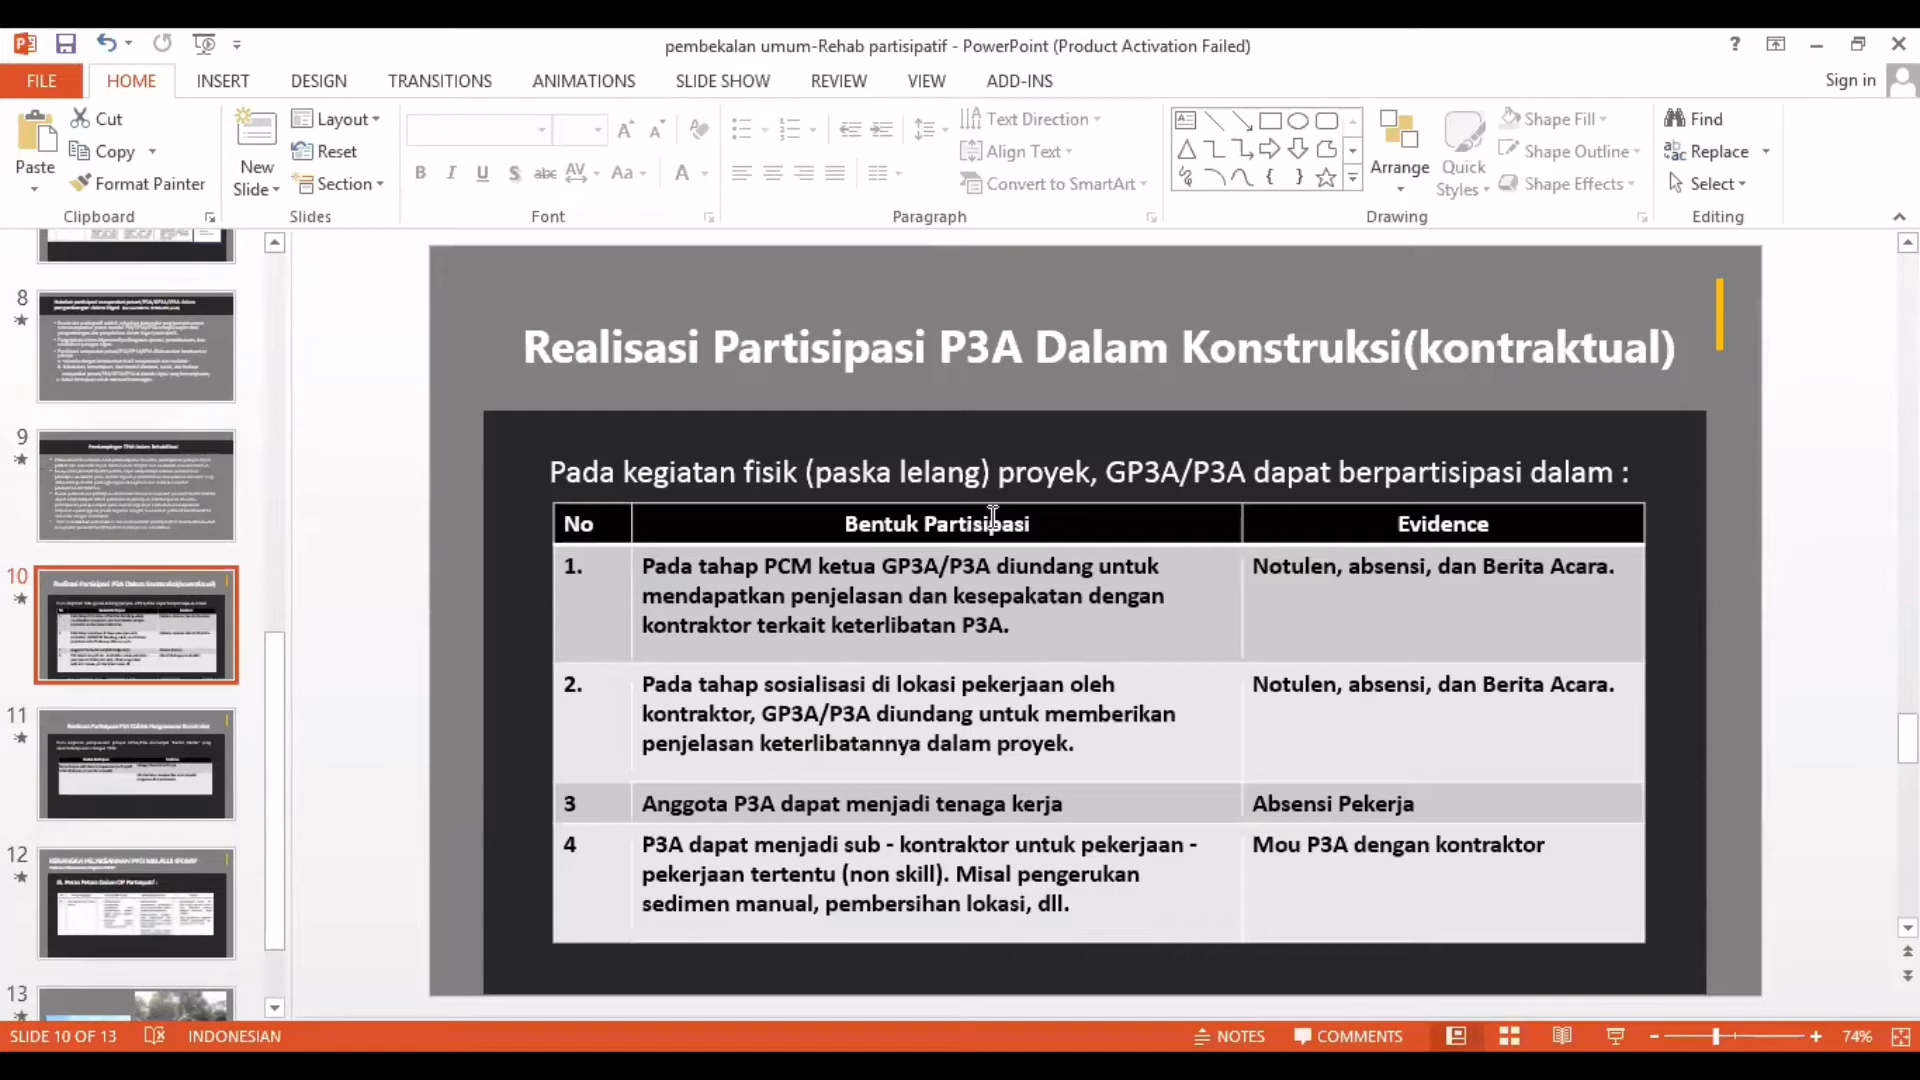 pembekalan umum-Rehab partisipatif - PowerPoint (Product Activation Failed)
FILE HOME INSERT DESIGN TRANSITIONS ANIMATIONS SLIDE SHOW REVIEW VIEW ADD-INS Sign in
Cut
Copy
Format Painter
Paste
Clipboard
New Slide
Layout
Reset
Section
Slides
Font
Text Direction
Align Text
Convert to SmartArt
Paragraph
Arrange
Quick Styles
Shape Fill
Shape Outline
Shape Effects
Drawing
Find
Replace
Select
Editing
8
9
10
11
12
13
Realisasi Partisipasi P3A Dalam Konstruksi(kontraktual)
Pada kegiatan fisik (paska lelang) proyek, GP3A/P3A dapat berpartisipasi dalam :
No Bentuk Partisipasi Evidence
1. Pada tahap PCM ketua GP3A/P3A diundang untuk Notulen, absensi, dan Berita Acara.
mendapatkan penjelasan dan kesepakatan dengan
kontraktor terkait keterlibatan P3A.
2. Pada tahap sosialisasi di lokasi pekerjaan oleh Notulen, absensi, dan Berita Acara.
kontraktor, GP3A/P3A diundang untuk memberikan
penjelasan keterlibatannya dalam proyek.
3 Anggota P3A dapat menjadi tenaga kerja Absensi Pekerja
4 P3A dapat menjadi sub - kontraktor untuk pekerjaan - Mou P3A dengan kontraktor
pekerjaan tertentu (non skill). Misal pengerukan
sedimen manual, pembersihan lokasi, dll.
SLIDE 10 OF 13 INDONESIAN NOTES COMMENTS 74%